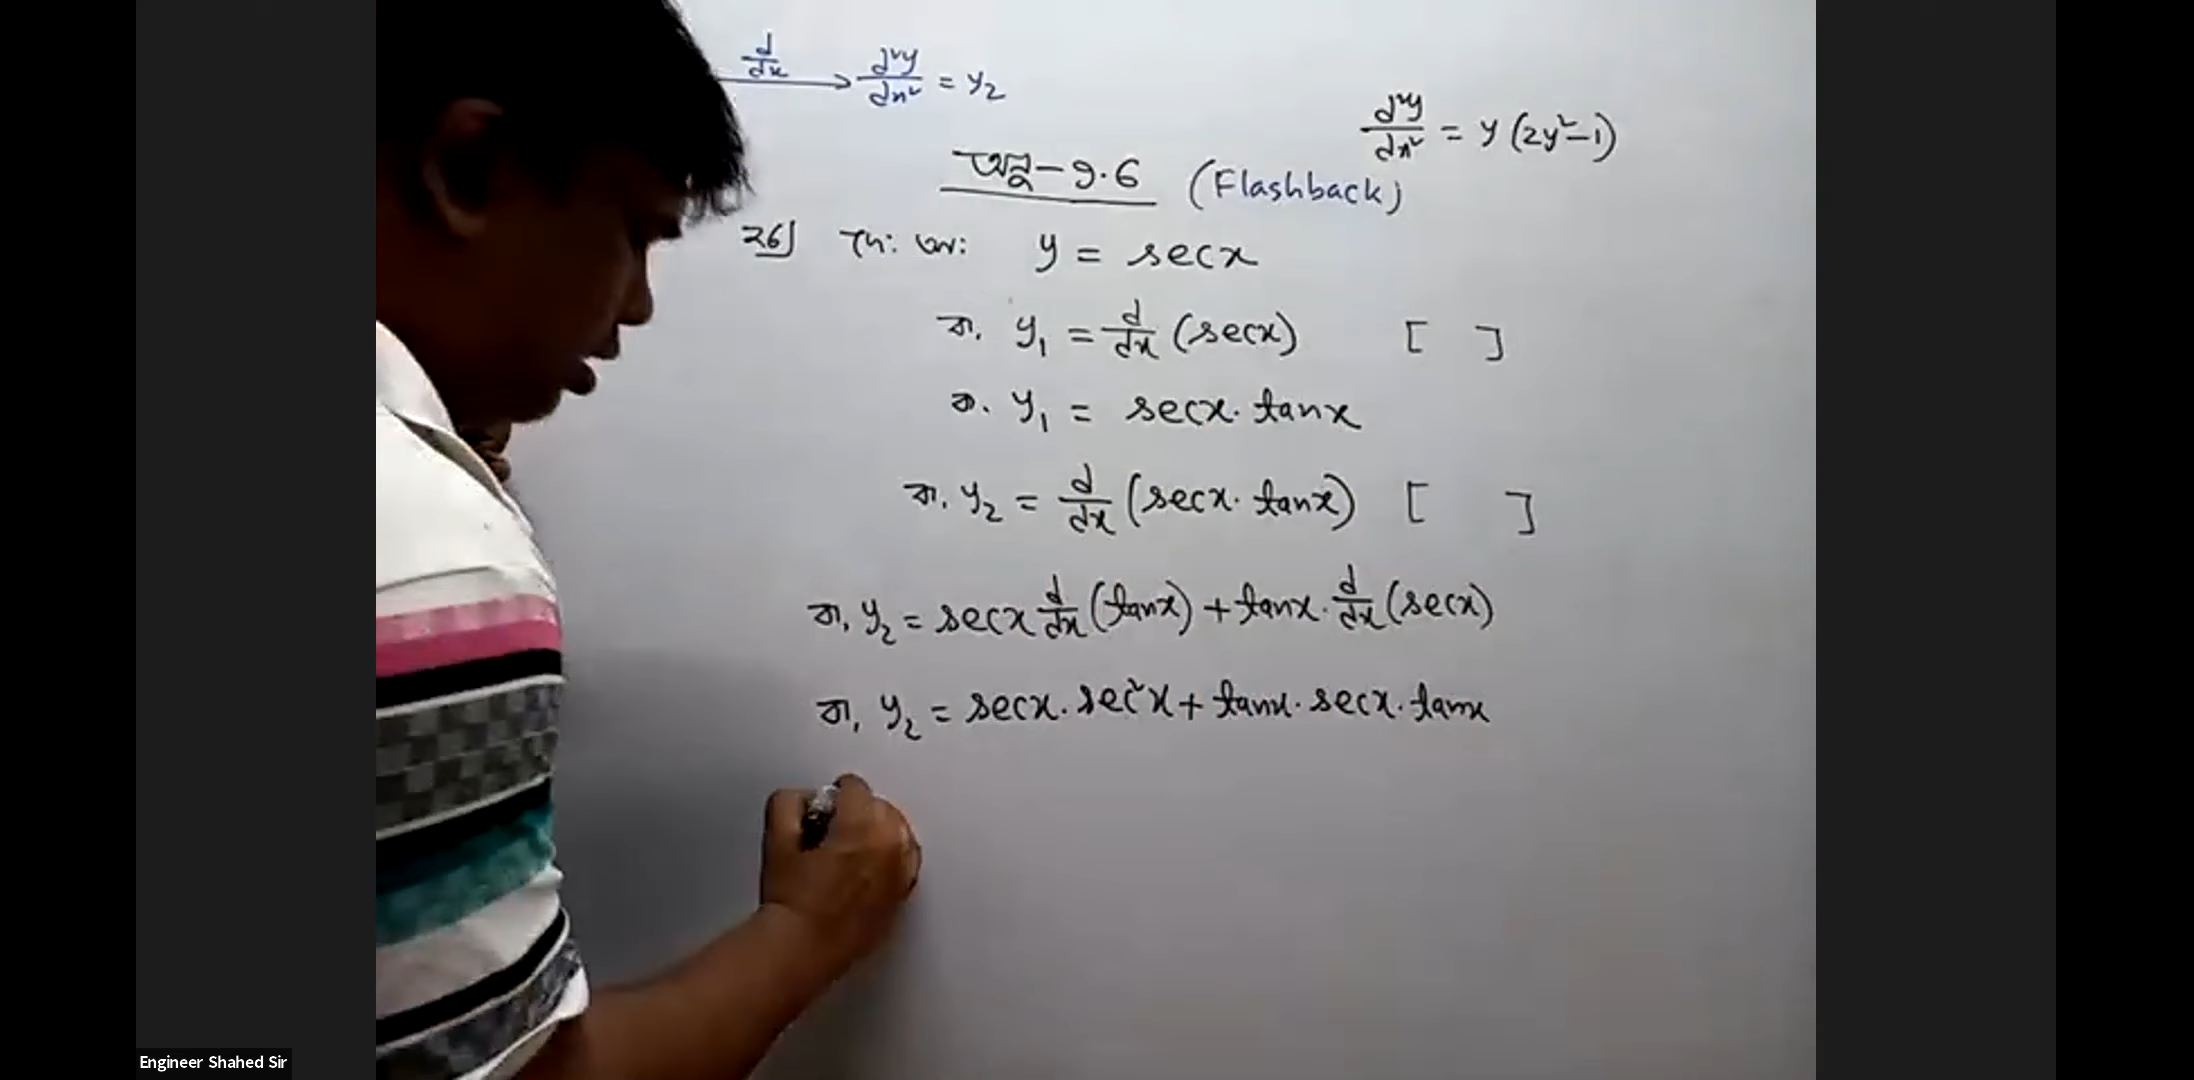 d/dx → d²y/dx² = y₂
d²y/dx² = y(2y²-1)
অনু-9.6 (Flashback)
26] দে: আ: y = secx
বা, y₁ = d/dx (secx) [ ]
বা, y₁ = secx. tanx
বা, y₂ = d/dx (secx. tanx) [ ]
বা, y₂ = secx d/dx (tanx) + tanx. d/dx (secx)
বা, y₂ = secx. sec²x + tanx. secx. tanx
Engineer Shahed Sir